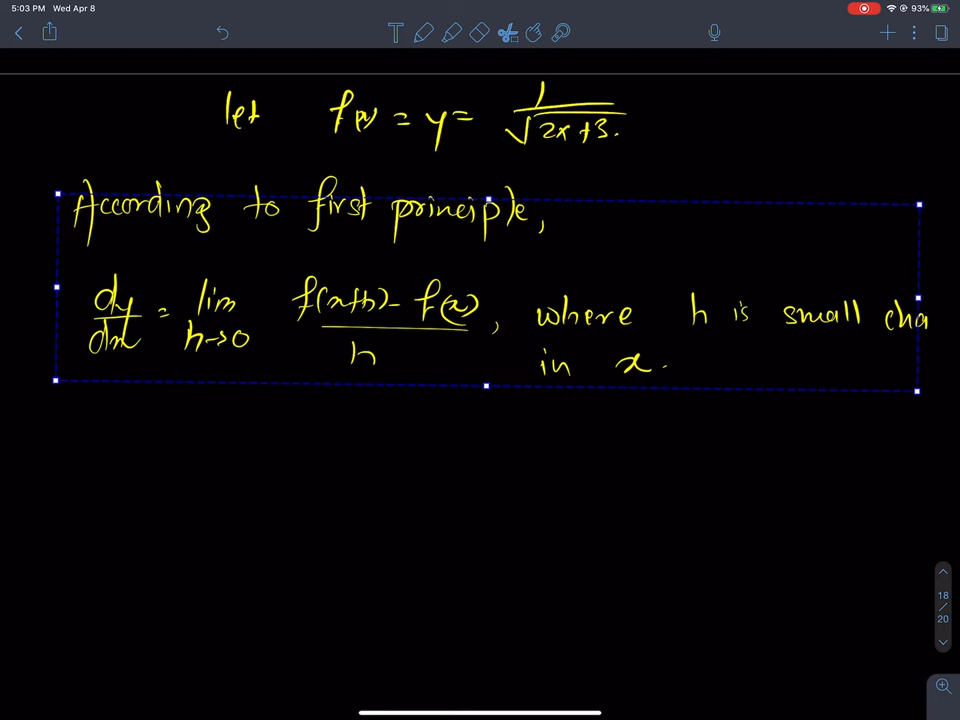 5:03 PM Wed Apr 8
93%
let f(x) = y = 1/√(2x+3.
According to first principle,
dy/dx = lim h→0 f(x+h) - f(x) / h, where h is small cha
in x.
18
/
20